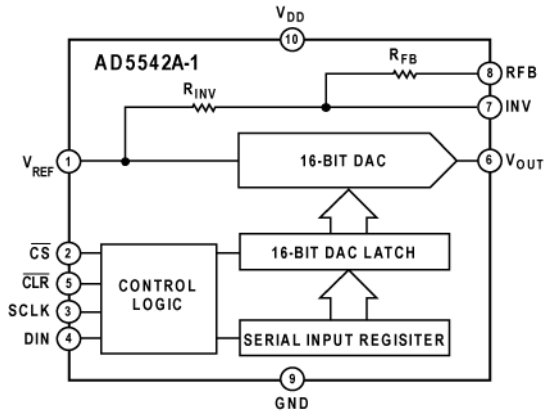 VDD
10
AD5542A-1
RFB
8 RFB
RINV
7 INV
VREF 1
16-BIT DAC
6 VOUT
CS 2
16-BIT DAC LATCH
CLR 5
CONTROL
LOGIC
SCLK 3
DIN 4
SERIAL INPUT REGISITER
9
GND